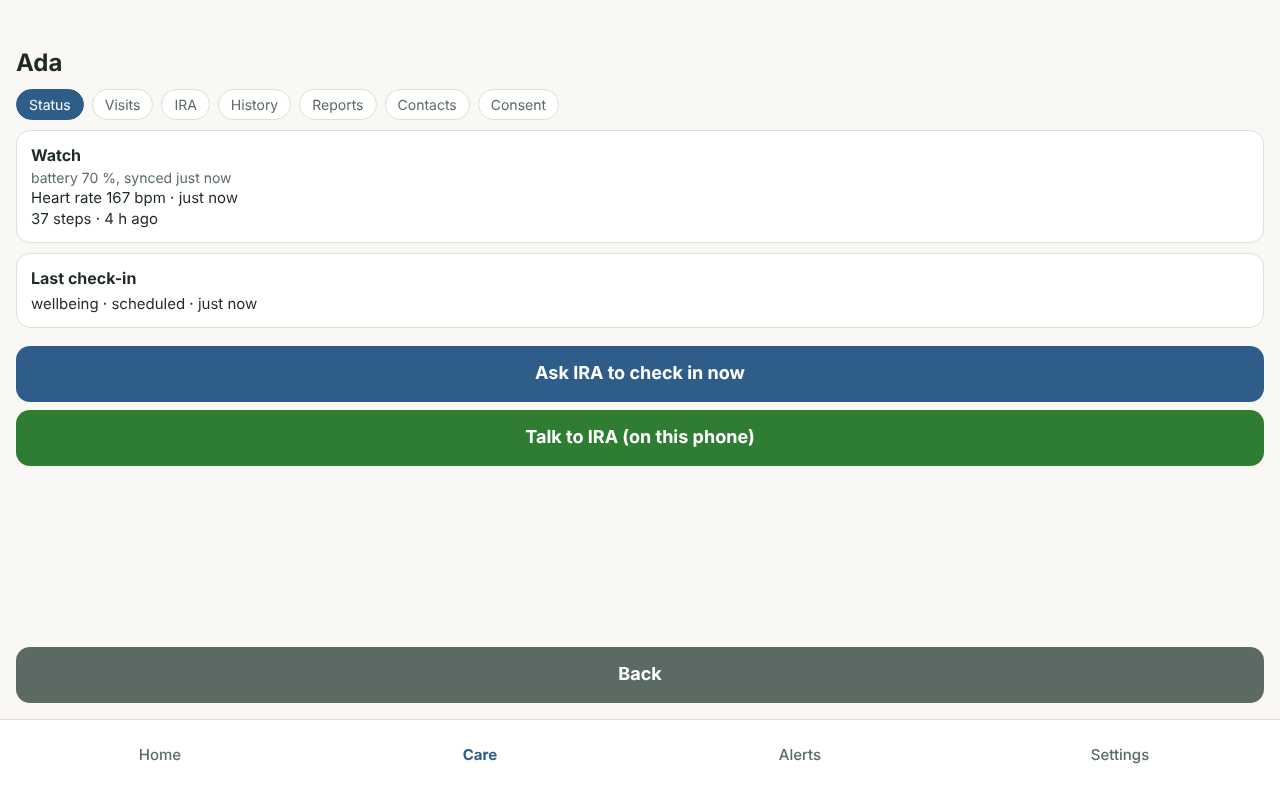 Ada
Status Visits IRA History Reports Contacts Consent
Watch
battery 70 %, synced just now
Heart rate 167 bpm · just now
37 steps · 4 h ago
Last check-in
wellbeing · scheduled · just now
Ask IRA to check in now
Talk to IRA (on this phone)
Back
Home Care Alerts Settings